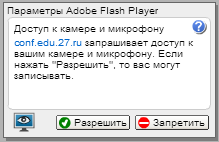 Параметры Adobe Flash Player
Доступ к камере и микрофону
conf.edu.27.ru запрашивает доступ к
вашим камере и микрофону. Если
нажать "Разрешить", то вас могут
записывать.
Разрешить
Запретить